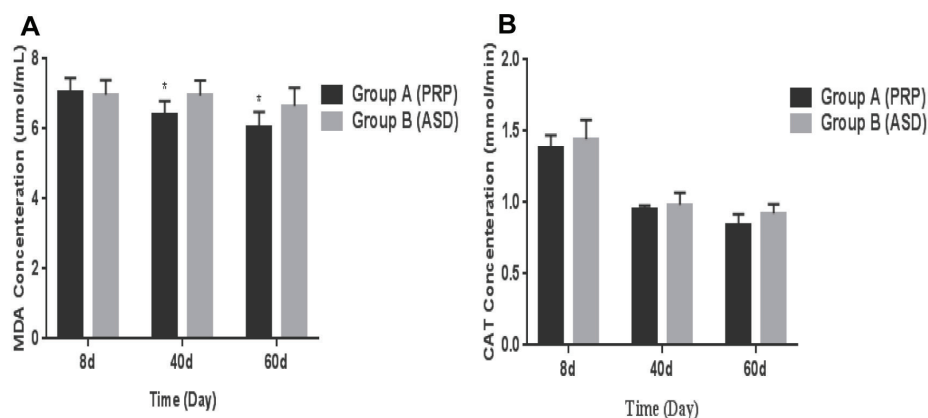 A
MDA Concenteration (umol/mL)
8
6
4
2
0
*
*
8d
40d
60d
Time (Day)
Group A (PRP)
Group B (ASD)
B
CAT Concenteration (mmol/min)
2.0
1.5
1.0
0.5
0.0
8d
40d
60d
Time (Day)
Group A (PRP)
Group B (ASD)